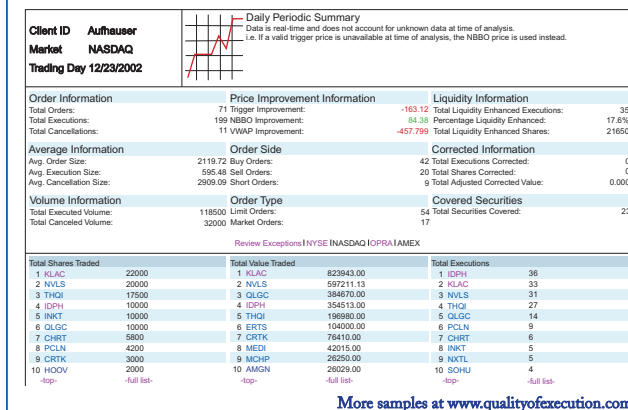 Client ID Aufhauser
Market NASDAQ
Trading Day 12/23/2002
Daily Periodic Summary
Data is real-time and does not account for unknown data at time of analysis.
i.e. If a valid trigger price is unavailable at time of analysis, the NBBO price is used instead.
Order Information Price Improvement Information Liquidity Information
Total Orders: 71 Trigger Improvement: -163.12 Total Liquidity Enhanced Executions: 35
Total Executions: 199 NBBO Improvement: 84.38 Percentage Liquidity Enhanced: 17.6%
Total Cancellations: 11 VWAP Improvement: -457.799 Total Liquidity Enhanced Shares: 21650
Average Information Order Side Corrected Information
Avg. Order Size: 2119.72 Buy Orders: 42 Total Executions Corrected: 0
Avg. Execution Size: 595.48 Sell Orders: 20 Total Shares Corrected: 0
Avg. Cancellation Size: 2909.09 Short Orders: 9 Total Adjusted Corrected Value: 0.000
Volume Information Order Type Covered Securities
Total Executed Volume: 118500 Limit Orders: 54 Total Securities Covered: 23
Total Canceled Volume: 32000 Market Orders: 17
Review Exceptions | NYSE | NASDAQ | OPRA | AMEX
Total Shares Traded Total Value Traded Total Executions
1 KLAC 22000 1 KLAC 823943.00 1 IDPH 36
2 NVLS 20000 2 NVLS 597211.13 2 KLAC 33
3 THQI 17500 3 QLGC 384670.00 3 NVLS 31
4 IDPH 10000 4 IDPH 354513.00 4 THQI 27
5 INKT 10000 5 THQI 196980.00 5 QLGC 14
6 QLGC 10000 6 ERTS 104000.00 6 PCLN 9
7 CHRT 5800 7 CRTK 76410.00 7 CHRT 6
8 PCLN 4200 8 MEDI 42015.00 8 INKT 5
9 CRTK 3000 9 MCHP 26250.00 9 NXTL 5
10 HOOV 2000 10 AMGN 26029.00 10 SOHU 4
-top- -full list- -top- -full list- -top- -full list-
More samples at www.qualityofexecution.com